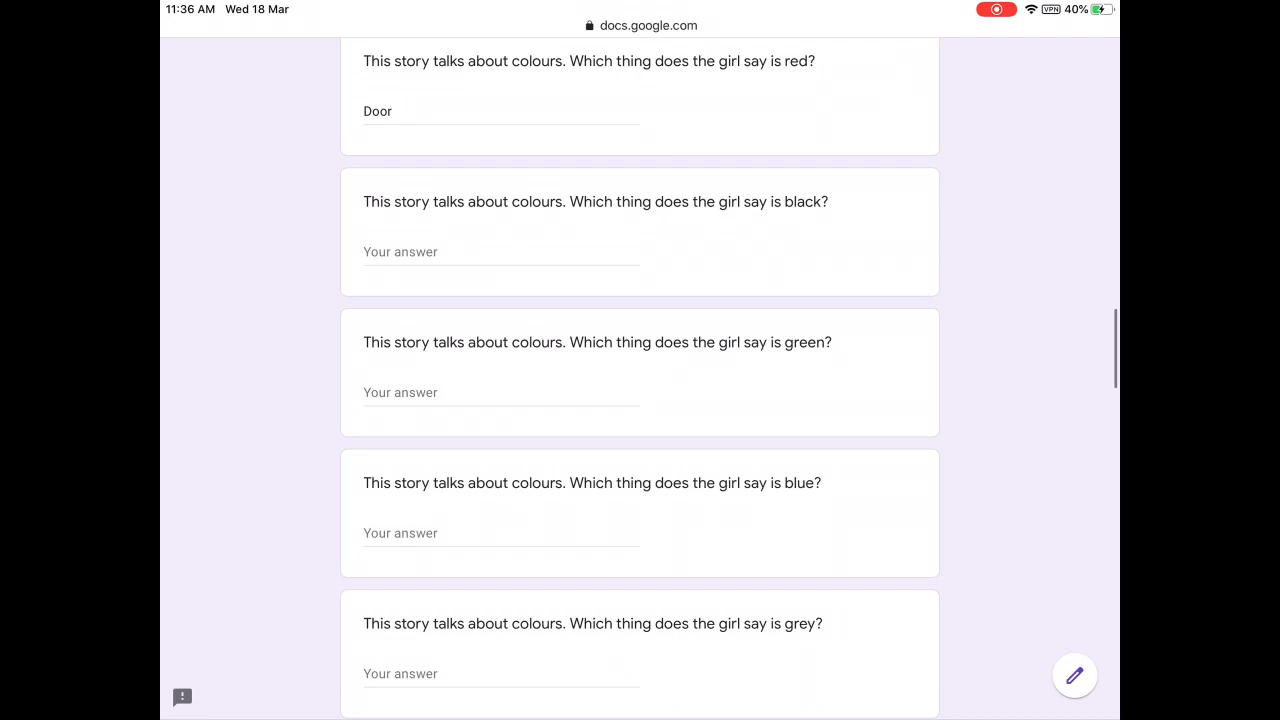 11:36 AM Wed 18 Mar
VPN 40%
docs.google.com
This story talks about colours. Which thing does the girl say is red?
Door
This story talks about colours. Which thing does the girl say is black?
Your answer
This story talks about colours. Which thing does the girl say is green?
Your answer
This story talks about colours. Which thing does the girl say is blue?
Your answer
This story talks about colours. Which thing does the girl say is grey?
Your answer